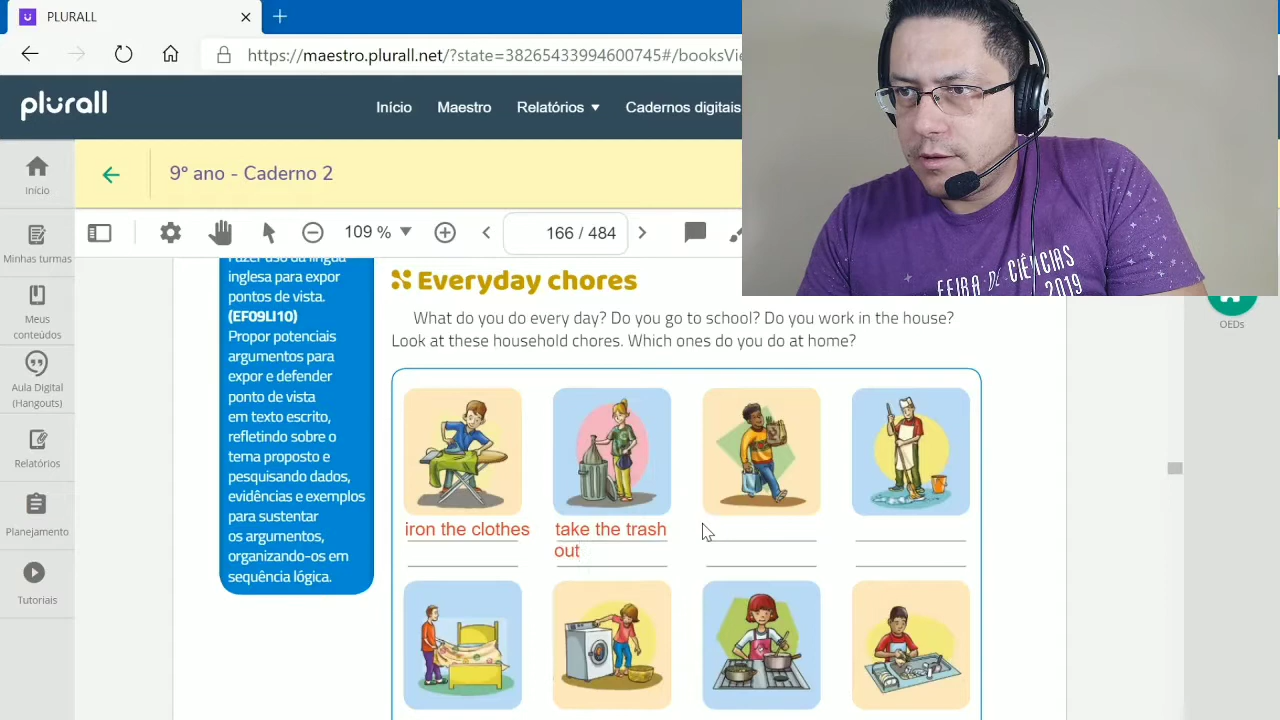 PLURALL
https://maestro.plurall.net/?state=38265433994600745#/booksVie
plurall
Início
Maestro
Relatórios
Cadernos digitais
9º ano - Caderno 2
109 %
166 / 484
Início
Minhas turmas
Meus
conteúdos
Aula Digital
(Hangouts)
Relatórios
Planejamento
Tutoriais
Fazer uso da língua
inglesa para expor
pontos de vista.
(EF09LI10)
Propor potenciais
argumentos para
expor e defender
ponto de vista
em texto escrito,
refletindo sobre o
tema proposto e
pesquisando dados,
evidências e exemplos
para sustentar
os argumentos,
organizando-os em
sequência lógica.
Everyday chores
What do you do every day? Do you go to school? Do you work in the house?
Look at these household chores. Which ones do you do at home?
iron the clothes
take the trash
out
FEIRA DE CIÊNCIAS
2019
OEDs